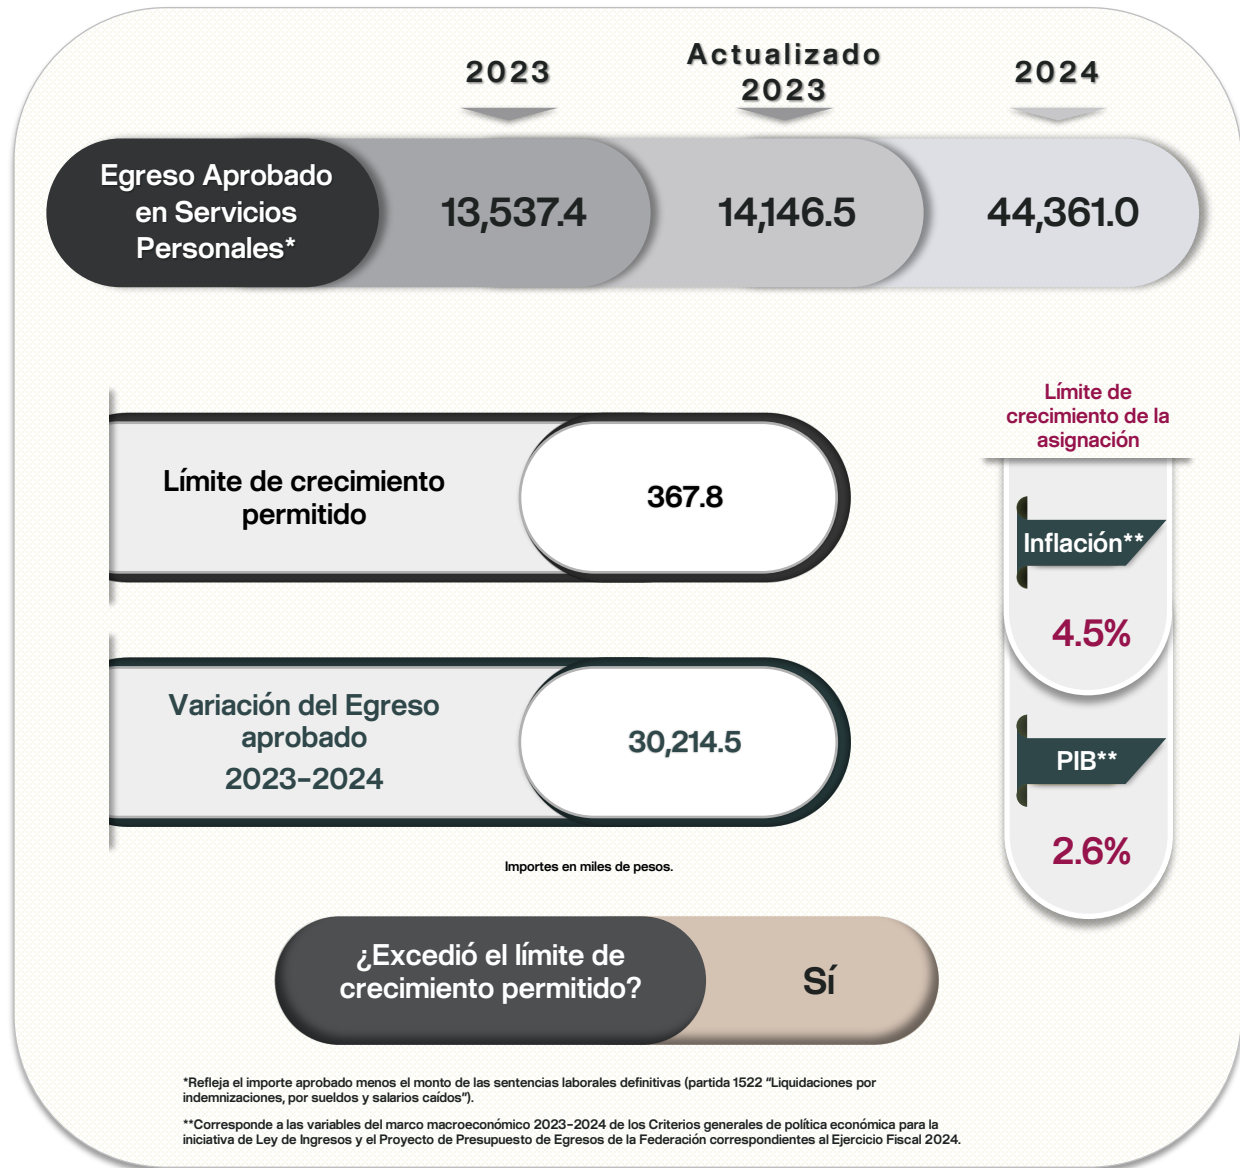 2023
Actualizado
2023
2024
Egreso Aprobado
en Servicios
Personales*
13,537.4
14,146.5
44,361.0
Límite de crecimiento
permitido
367.8
Variación del Egreso
aprobado
2023-2024
30,214.5
Importes en miles de pesos.
Límite de
crecimiento de la
asignación
Inflación**
4.5%
PIB**
2.6%
¿Excedió el límite de
crecimiento permitido?
Sí
*Refleja el importe aprobado menos el monto de las sentencias laborales definitivas (partida 1522 “Liquidaciones por
indemnizaciones, por sueldos y salarios caídos”).
**Corresponde a las variables del marco macroeconómico 2023-2024 de los Criterios generales de política económica para la
iniciativa de Ley de Ingresos y el Proyecto de Presupuesto de Egresos de la Federación correspondientes al Ejercicio Fiscal 2024.